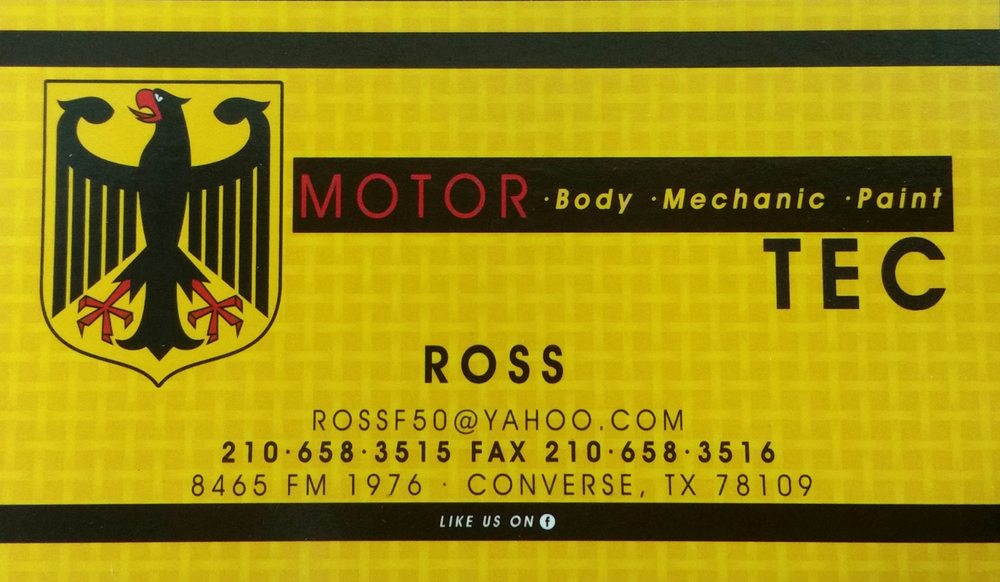 MOTOR ·Body ·Mechanic ·Paint
TEC
ROSS
ROSSF50@YAHOO.COM
210·658·3515 FAX 210·658·3516
8465 FM 1976 · CONVERSE, TX 78109
LIKE US ON f